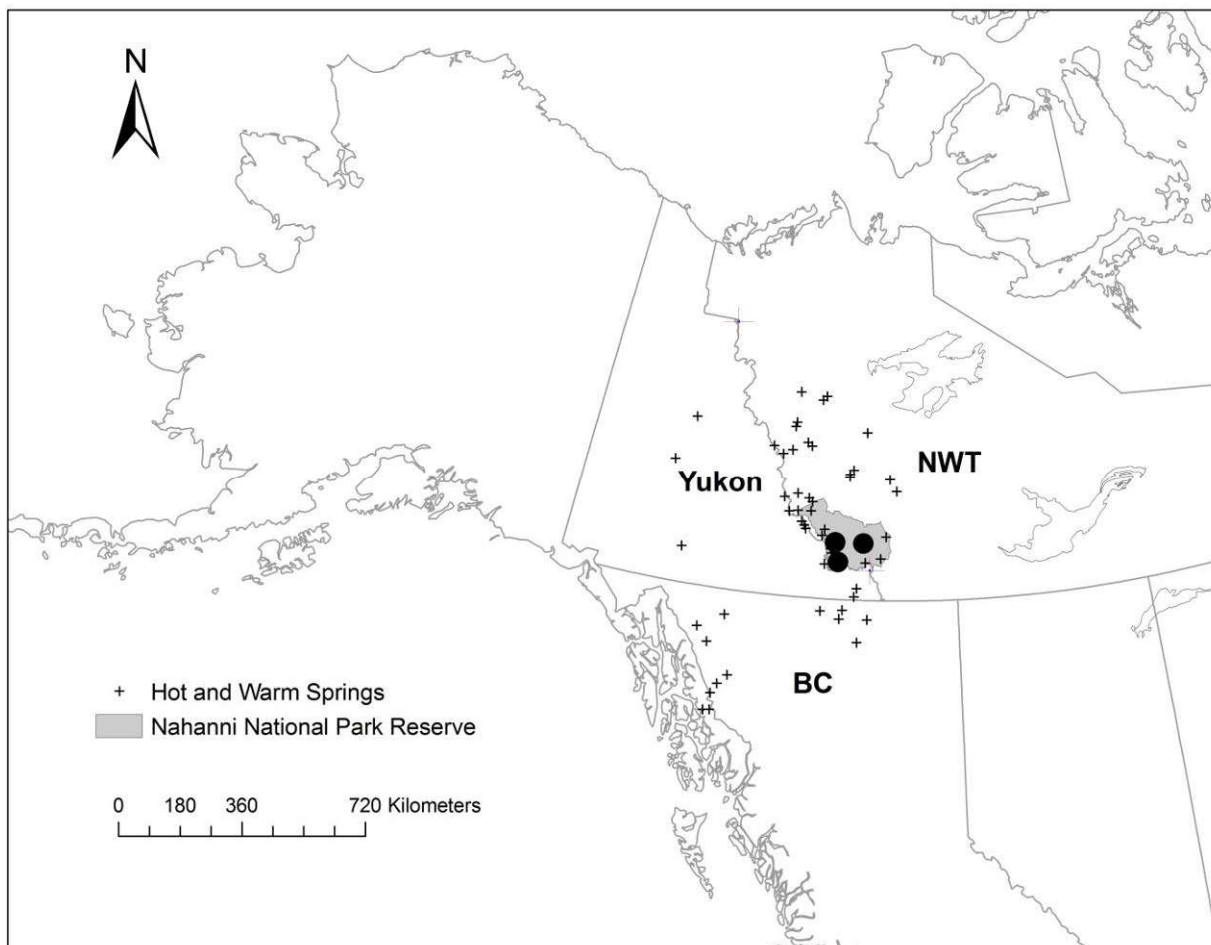 N
NWT
Yukon
BC
Hot and Warm Springs
Nahanni National Park Reserve
0 180 360 720 Kilometers